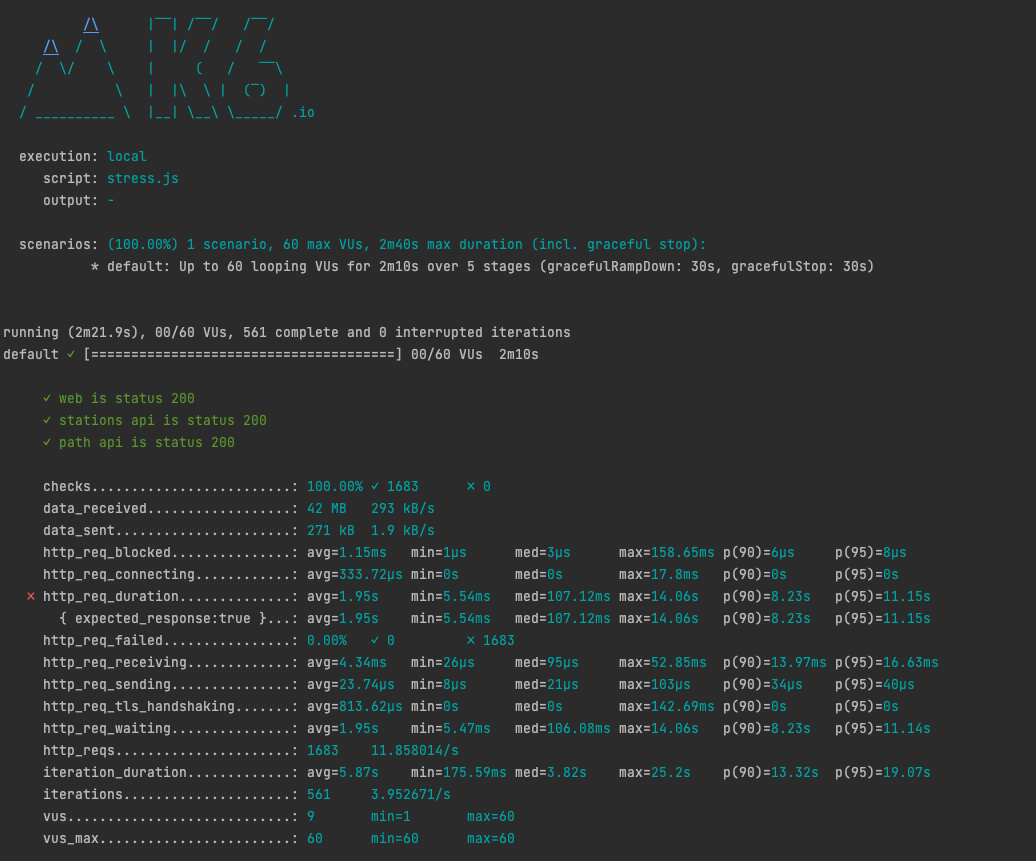 /\      |‾‾| /‾‾/   /‾‾/
     /\  /  \     |  |/  /   /  /
    /  \/    \    |     (   /   ‾‾\
   /          \   |  |\  \ |  (‾)  |
  / __________ \  |__| \__\ \_____/ .io
  execution: local
     script: stress.js
     output: -
  scenarios: (100.00%) 1 scenario, 60 max VUs, 2m40s max duration (incl. graceful stop):
           * default: Up to 60 looping VUs for 2m10s over 5 stages (gracefulRampDown: 30s, gracefulStop: 30s)
running (2m21.9s), 00/60 VUs, 561 complete and 0 interrupted iterations
default ✓ [======================================] 00/60 VUs  2m10s
     ✓ web is status 200
     ✓ stations api is status 200
     ✓ path api is status 200
     checks.........................: 100.00% ✓ 1683      ✗ 0
     data_received..................: 42 MB   293 kB/s
     data_sent......................: 271 kB  1.9 kB/s
     http_req_blocked...............: avg=1.15ms   min=1µs      med=3µs      max=158.65ms p(90)=6µs     p(95)=8µs
     http_req_connecting............: avg=333.72µs min=0s       med=0s       max=17.8ms   p(90)=0s      p(95)=0s
   ✗ http_req_duration..............: avg=1.95s    min=5.54ms   med=107.12ms max=14.06s   p(90)=8.23s   p(95)=11.15s
       { expected_response:true }...: avg=1.95s    min=5.54ms   med=107.12ms max=14.06s   p(90)=8.23s   p(95)=11.15s
     http_req_failed................: 0.00%   ✓ 0         ✗ 1683
     http_req_receiving.............: avg=4.34ms   min=26µs     med=95µs     max=52.85ms  p(90)=13.97ms p(95)=16.63ms
     http_req_sending...............: avg=23.74µs  min=8µs      med=21µs     max=103µs    p(90)=34µs    p(95)=40µs
     http_req_tls_handshaking.......: avg=813.62µs min=0s       med=0s       max=142.69ms p(90)=0s      p(95)=0s
     http_req_waiting...............: avg=1.95s    min=5.47ms   med=106.08ms max=14.06s   p(90)=8.23s   p(95)=11.14s
     http_reqs......................: 1683    11.858014/s
     iteration_duration.............: avg=5.87s    min=175.59ms med=3.82s    max=25.2s    p(90)=13.32s  p(95)=19.07s
     iterations.....................: 561     3.952671/s
     vus............................: 9       min=1       max=60
     vus_max........................: 60      min=60      max=60